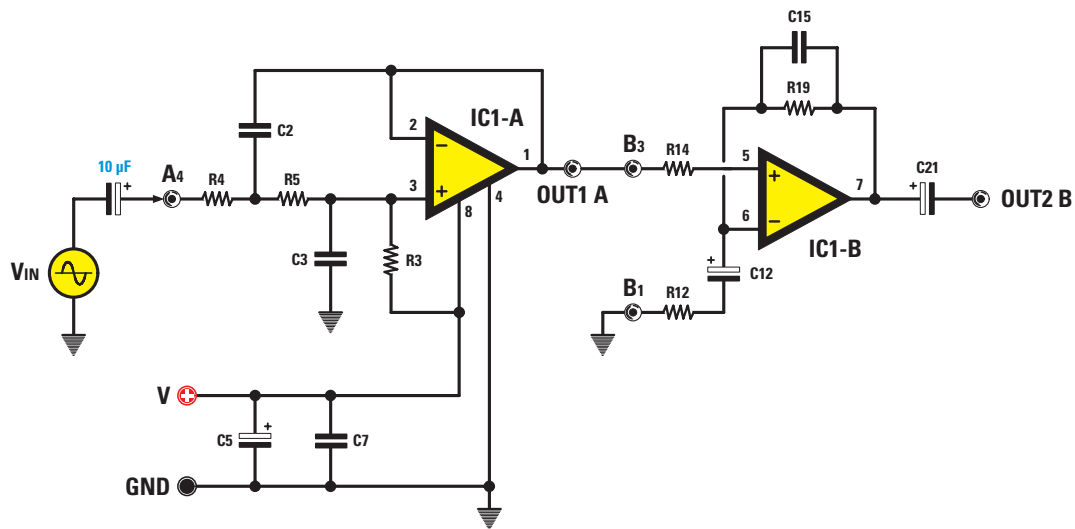 C15
R19
IC1-A
2
C2
10 µF
+
A4
R4
R5
−
1
3
+
8
4
OUT1 A
B3
R14
5
+
7
C21
+
OUT2 B
6
−
IC1-B
VIN
C3
R3
+
C12
B1
R12
V
C5
+
C7
GND